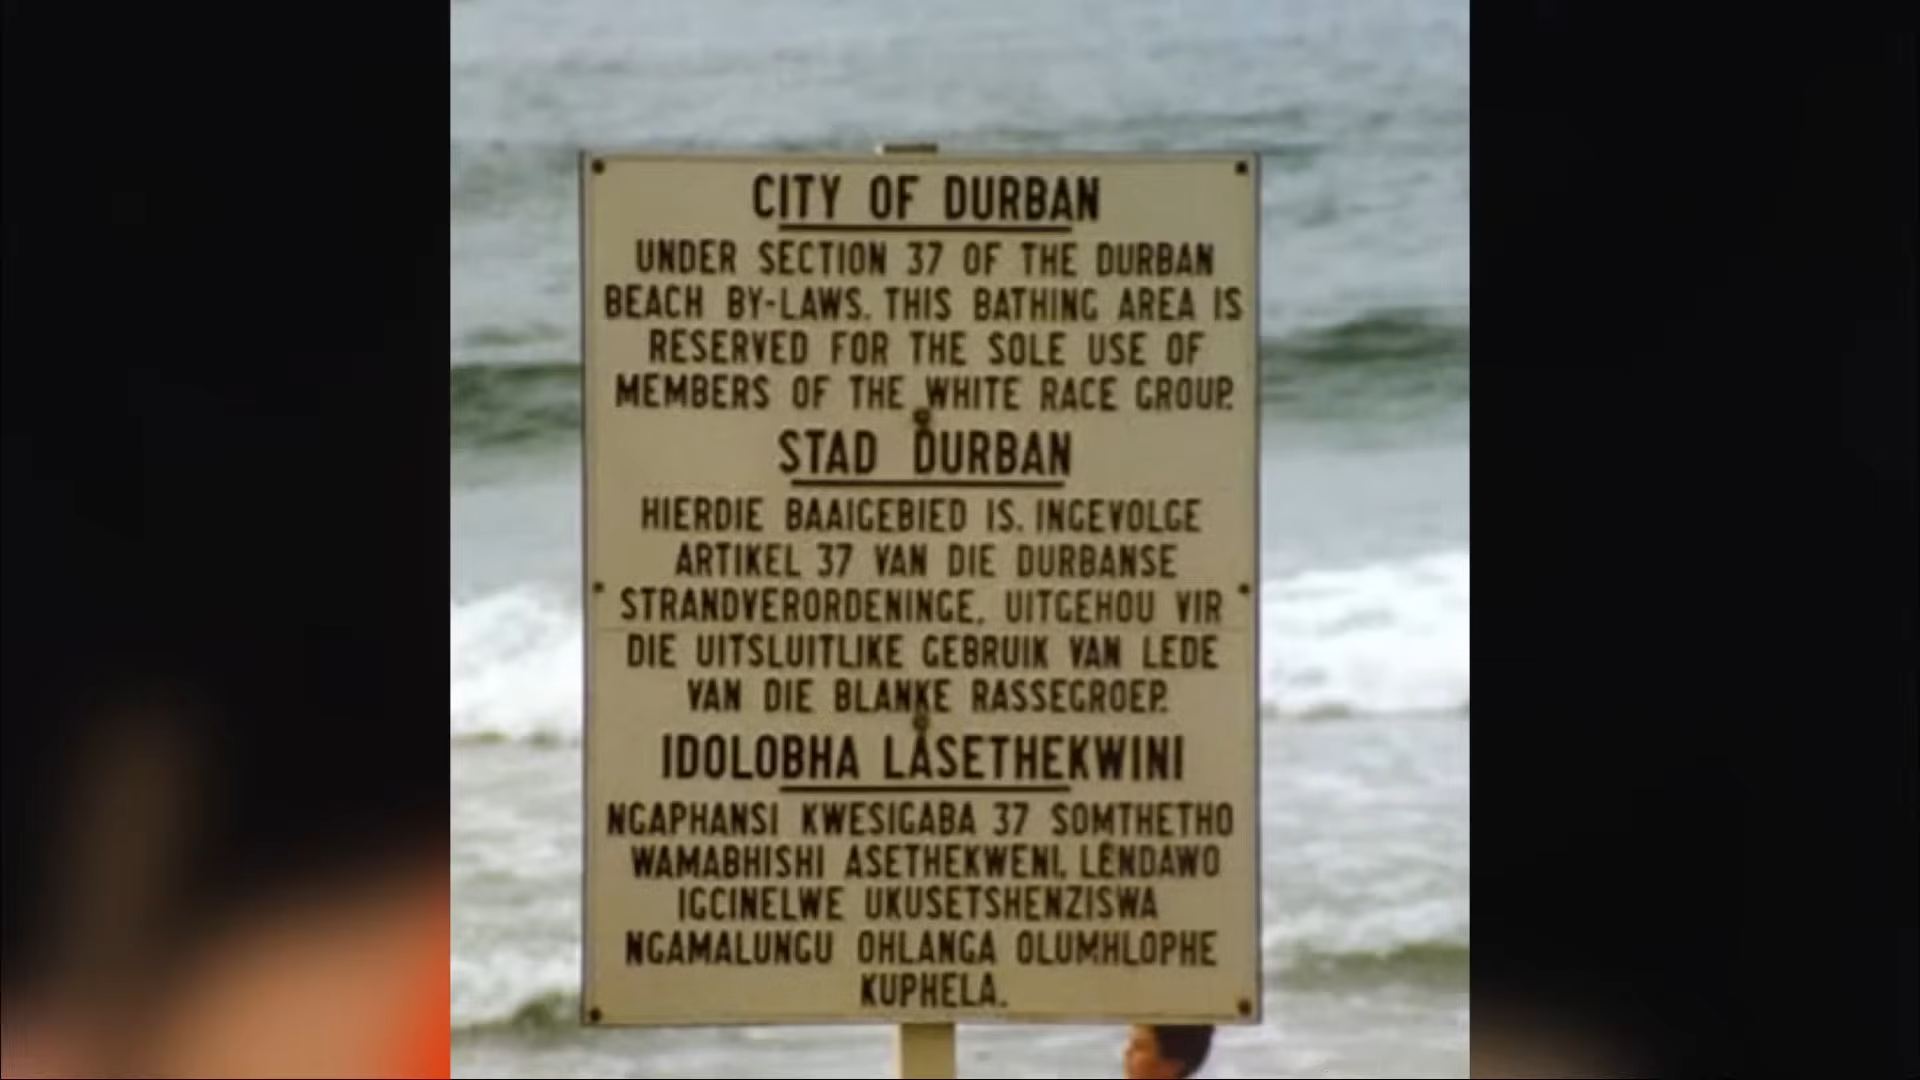 CITY OF DURBAN
UNDER SECTION 37 OF THE DURBAN
BEACH BY-LAWS. THIS BATHING AREA IS
RESERVED FOR THE SOLE USE OF
MEMBERS OF THE WHITE RACE GROUP.
STAD DURBAN
HIERDIE BAAIGEBIED IS, INGEVOLGE
ARTIKEL 37 VAN DIE DURBANSE
STRANDVERORDENINGE, UITGEHOU VIR
DIE UITSLUITLIKE GEBRUIK VAN LEDE
VAN DIE BLANKE RASSEGROEP.
IDOLOBHA LASETHEKWINI
NGAPHANSI KWESIGABA 37 SOMTHETHO
WAMABHISHI ASETHEKWENI, LENDAWO
IGCINELWE UKUSETSHENZISWA
NGAMALUNGU OHLANGA OLUMHLOPHE
KUPHELA.